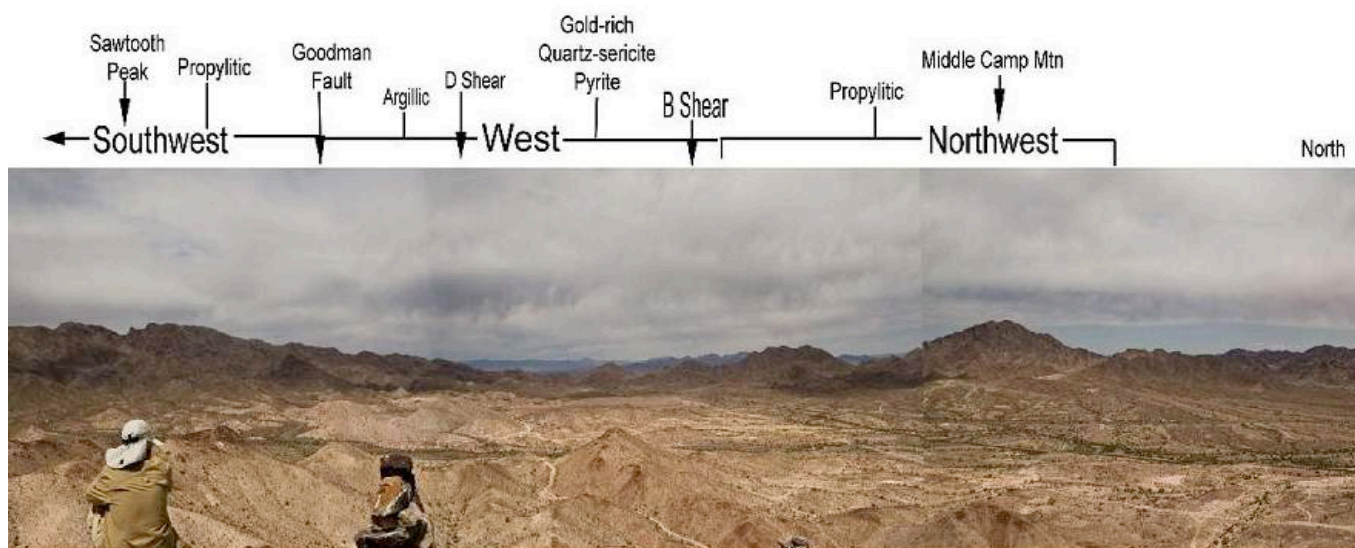 Sawtooth
Peak
Propylitic
Goodman
Fault
Argillic
D Shear
Gold-rich
Quartz-sericite
Pyrite
B Shear
Propylitic
Middle Camp Mtn
Southwest
West
Northwest
North